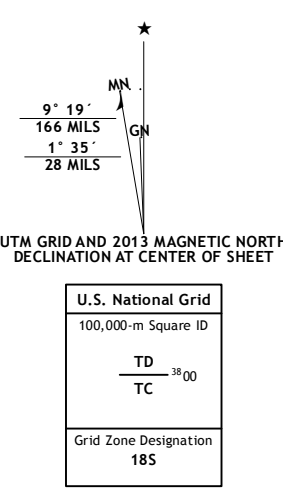 ★
MN
9° 19´
166 MILS
GN
1° 35´
28 MILS
UTM GRID AND 2013 MAGNETIC NORTH
DECLINATION AT CENTER OF SHEET
U.S. National Grid
100,000-m Square ID
TD
3800
TC
Grid Zone Designation
18S